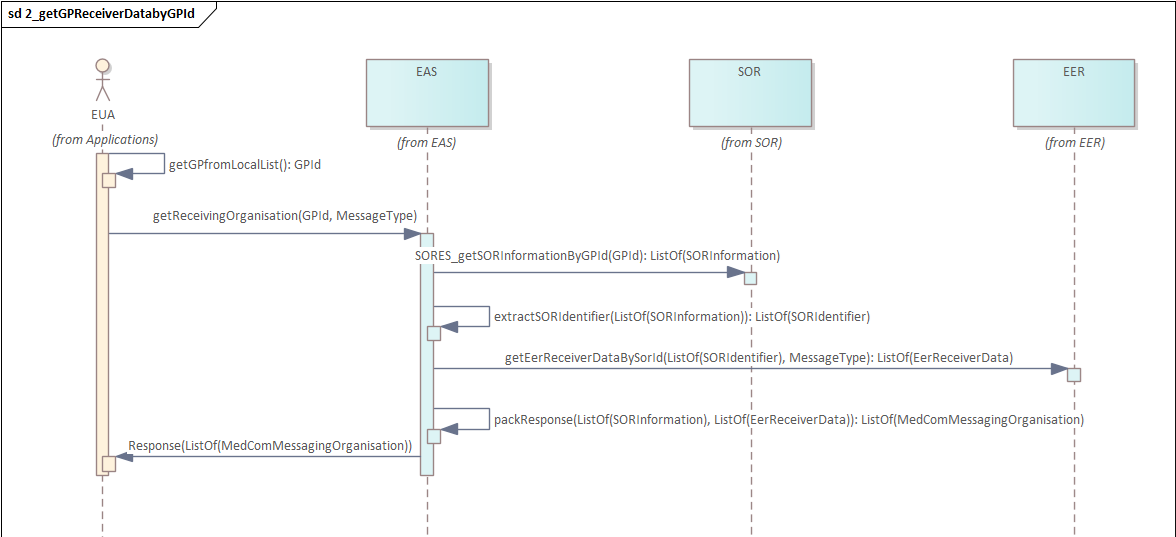 sd 2_getGPReceiverDatabyGPId
EAS
SOR
EER
EUA
(from Applications)
(from EAS)
(from SOR)
(from EER)
getGPfromLocalList(): GPId
getReceivingOrganisation(GPId, MessageType)
SORES_getSORInformationByGPId(GPId): ListOf(SORInformation)
extractSORIdentifier(ListOf(SORInformation)): ListOf(SORIdentifier)
getEerReceiverDataBySorId(ListOf(SORIdentifier), MessageType): ListOf(EerReceiverData)
packResponse(ListOf(SORInformation), ListOf(EerReceiverData)): ListOf(MedComMessagingOrganisation)
Response(ListOf(MedComMessagingOrganisation))